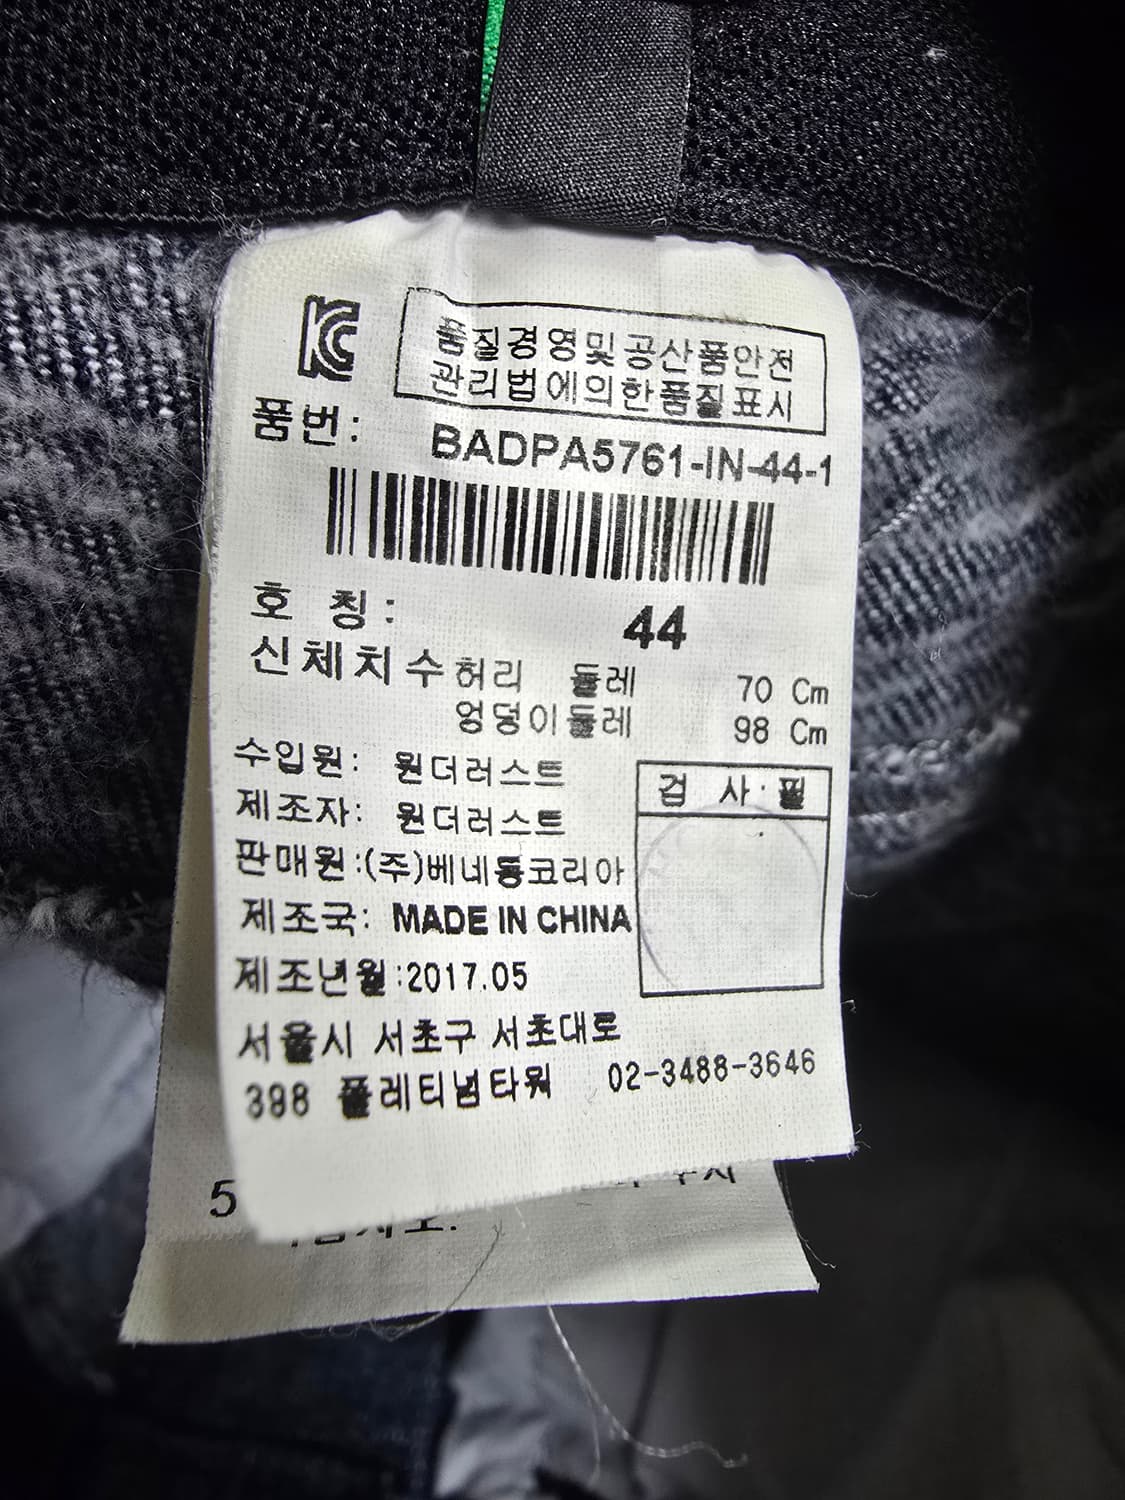 KC
품질경영및공산품안전
관리법에의한품질표시
품번: BADPA5761-IN-44-1
호 칭: 44
신체치수 허리 둘레 70 Cm
엉덩이둘레 98 Cm
수입원: 원더러스트
제조자: 원더러스트
판매원:(주)베네통코리아
제조국: MADE IN CHINA
제조년월:2017.05
검 사 필
서울시 서초구 서초대로
398 플레티넘타워 02-3488-3646
5